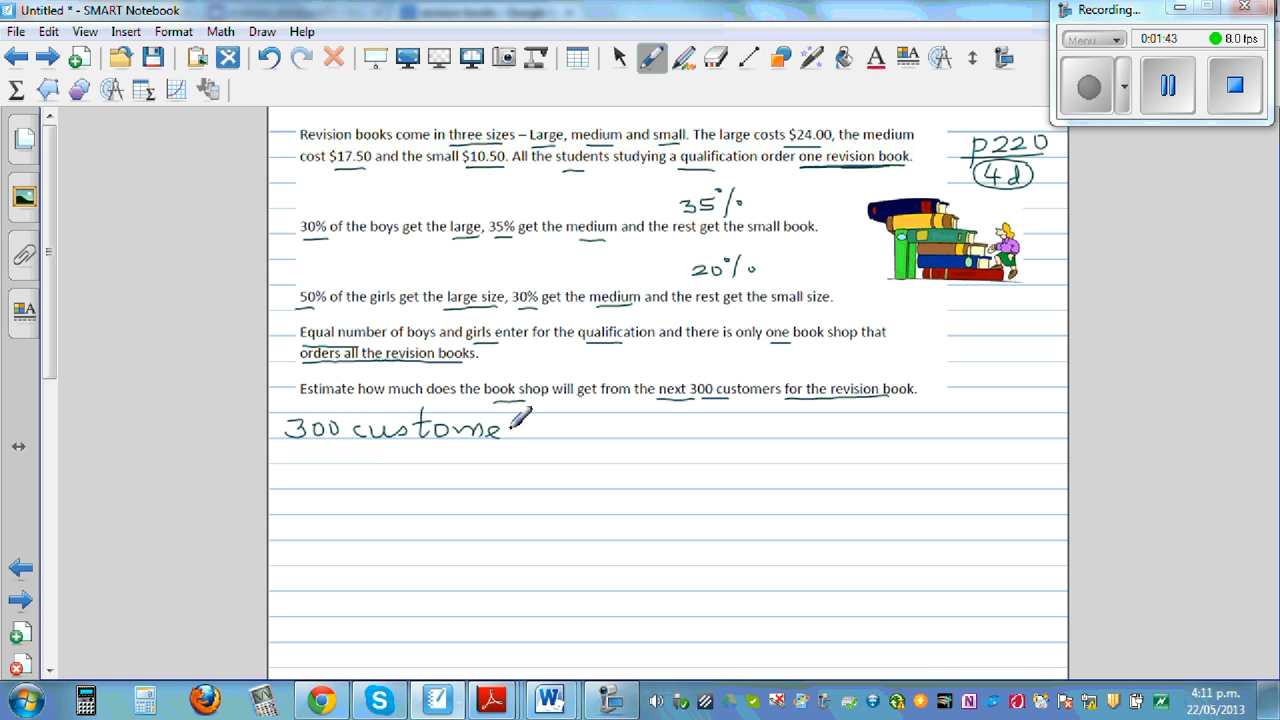 Untitled * - SMART Notebook
Recording...
File Edit View Insert Format Math Draw Help
Menu
0:01:43
8.0 fps
Revision books come in three sizes – Large, medium and small. The large costs $24.00, the medium
cost $17.50 and the small $10.50. All the students studying a qualification order one revision book.
p220
4d
35%
30% of the boys get the large, 35% get the medium and the rest get the small book.
20%
50% of the girls get the large size, 30% get the medium and the rest get the small size.
Equal number of boys and girls enter for the qualification and there is only one book shop that
orders all the revision books.
Estimate how much does the book shop will get from the next 300 customers for the revision book.
300 custome
4:11 p.m.
22/05/2013